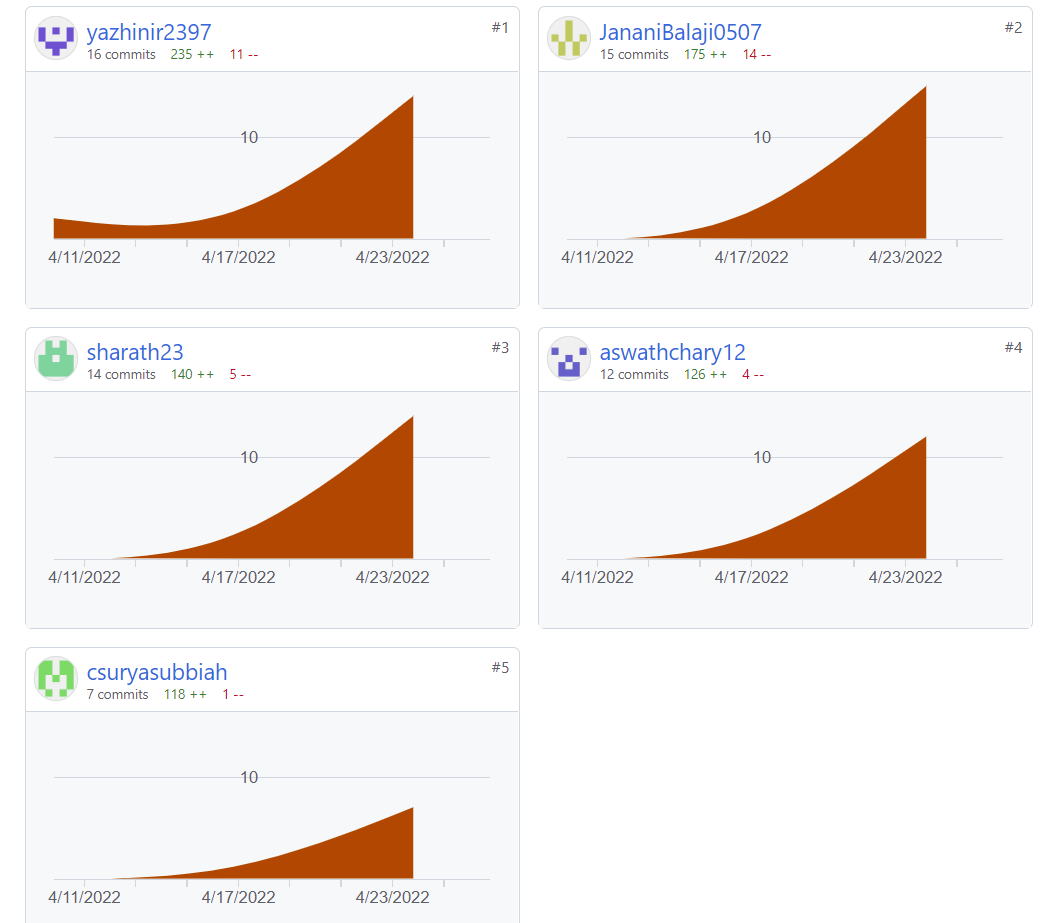 yazhinir2397 #1
16 commits 235 ++ 11 --
10
4/11/2022 4/17/2022 4/23/2022
JananiBalaji0507 #2
15 commits 175 ++ 14 --
10
4/11/2022 4/17/2022 4/23/2022
sharath23 #3
14 commits 140 ++ 5 --
10
4/11/2022 4/17/2022 4/23/2022
aswathchary12 #4
12 commits 126 ++ 4 --
10
4/11/2022 4/17/2022 4/23/2022
csuryasubbiah #5
7 commits 118 ++ 1 --
10
4/11/2022 4/17/2022 4/23/2022